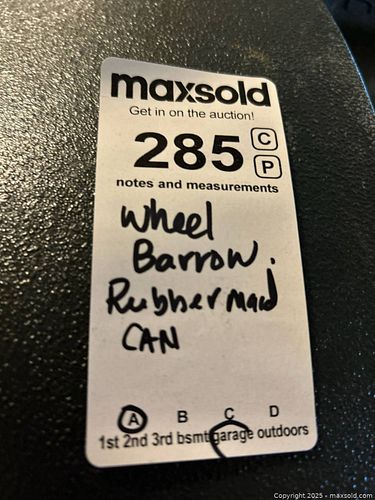 maxsold
Get in on the auction!
285 C
P
notes and measurements
Wheel
Barrow.
Rubbermaid
CAN
A B C D
1st 2nd 3rd bsmt garage outdoors
Copyright 2025 - maxsold.com